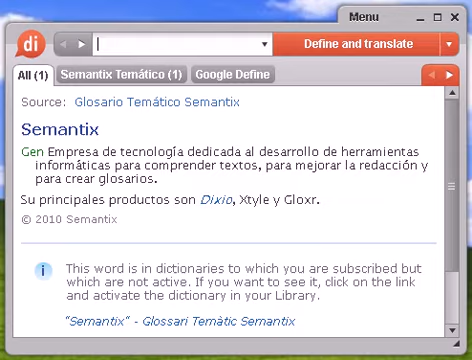 Menu
di
Define and translate
All (1)
Semantix Temático (1)
Google Define
Source: Glosario Temático Semantix
Semantix
Gen Empresa de tecnología dedicada al desarrollo de herramientas
informáticas para comprender textos, para mejorar la redacción y
para crear glosarios.
Su principales productos son Dixio, Xtyle y Gloxr.
© 2010 Semantix
i
This word is in dictionaries to which you are subscribed but
which are not active. If you want to see it, click on the link
and activate the dictionary in your Library.
"Semantix" - Glossari Temàtic Semantix